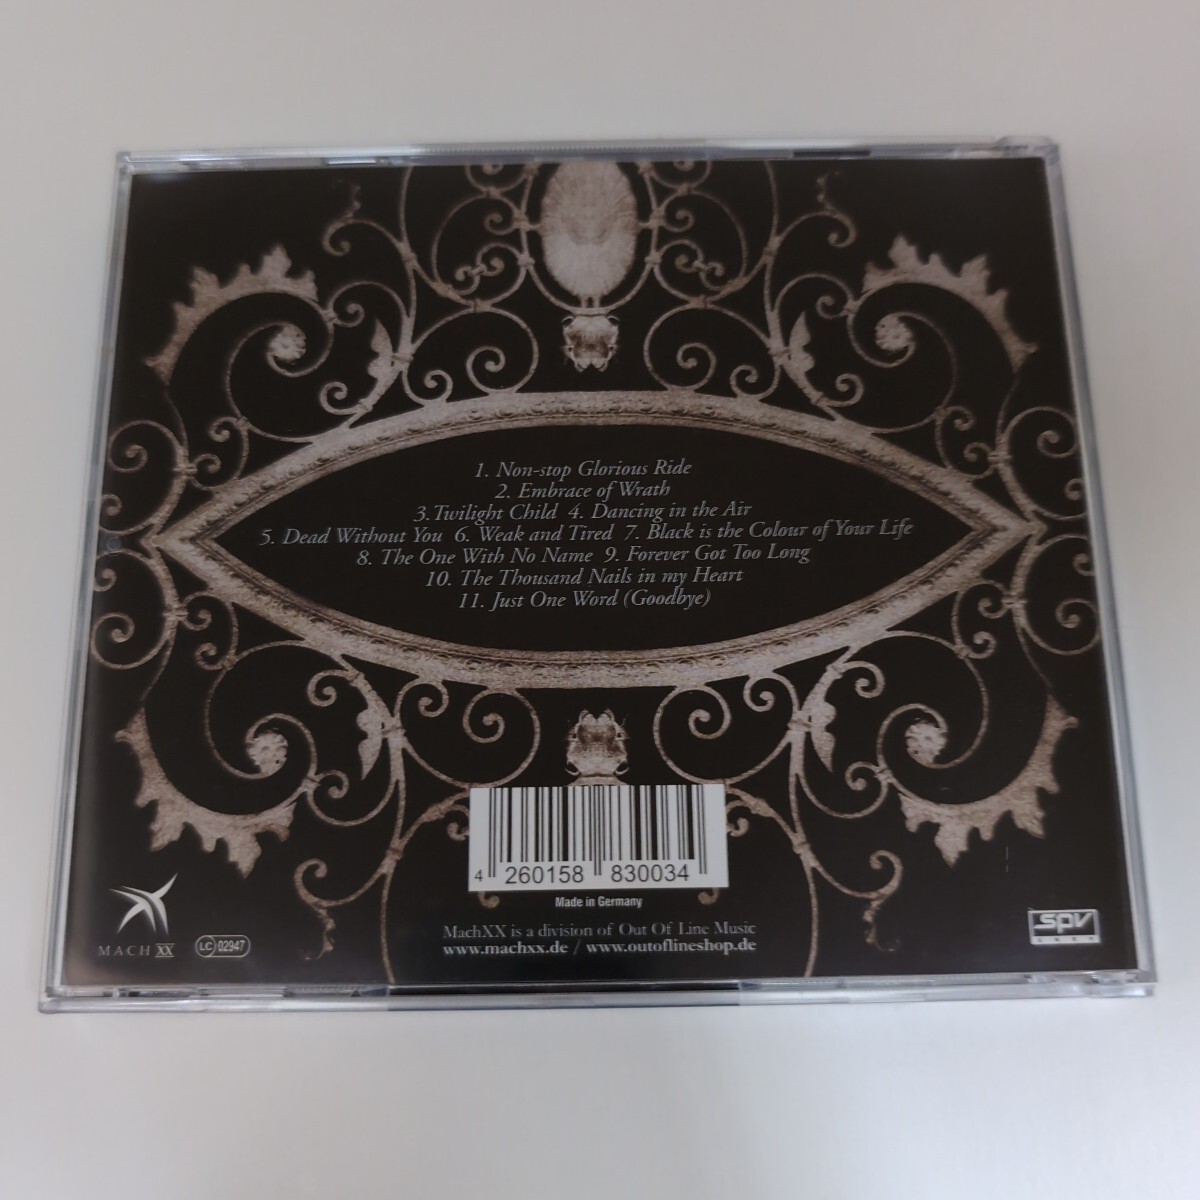 1. Non-stop Glorious Ride
2. Embrace of Wrath
3. Twilight Child 4. Dancing in the Air
5. Dead Without You 6. Weak and Tired 7. Black is the Colour of Your Life
8. The One With No Name 9. Forever Got Too Long
10. The Thousand Nails in my Heart
11. Just One Word (Goodbye)
4 260158 830034
Made in Germany
MachXX is a division of Out Of Line Music
www.machxx.de / www.outoflineshop.de
MACH XX
LC 02947
spv